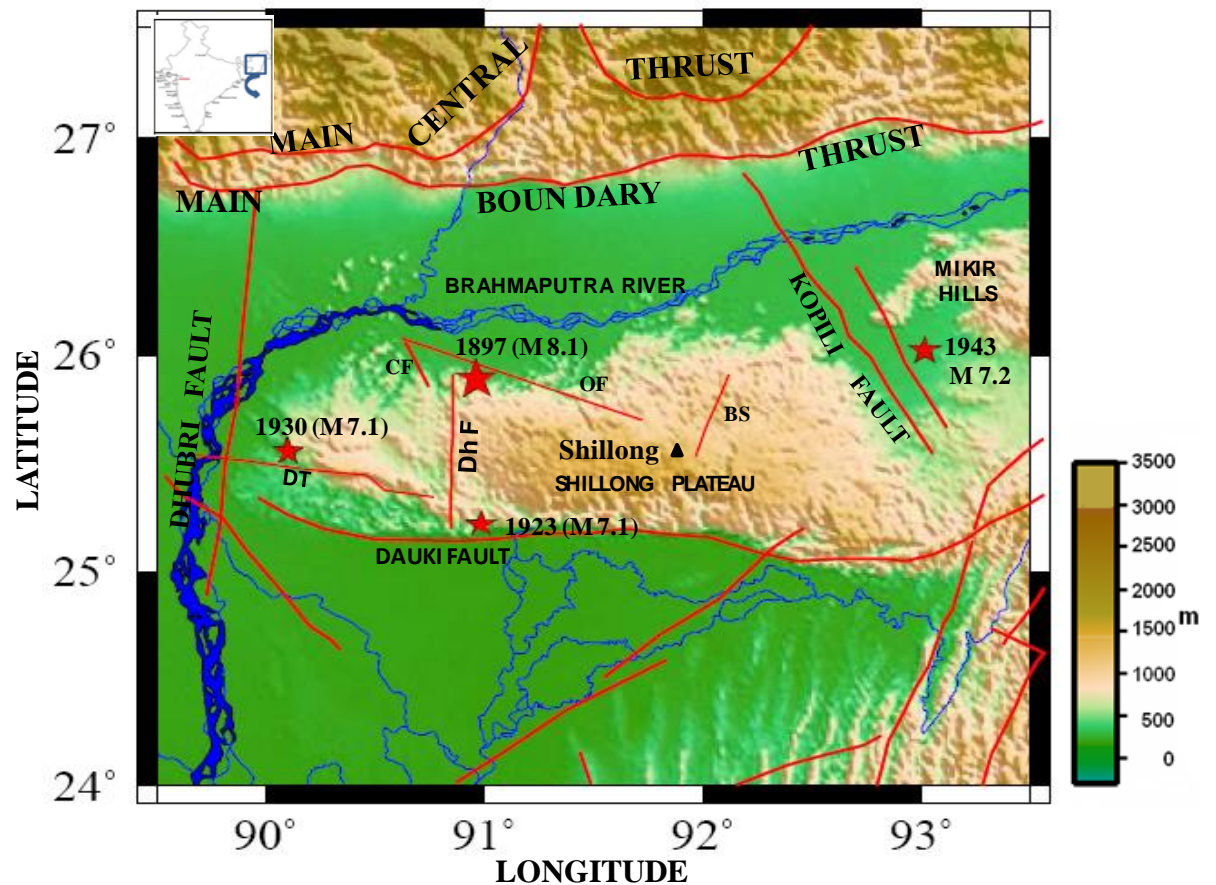 CENTRAL
THRUST
MAIN
THRUST
MAIN
BOUN DARY
27°
26°
25°
24°
LATITUDE
BRAHMAPUTRA RIVER
MIKIR
HILLS
KOPILI
FAULT
DHUBRI FAULT
1897 (M 8.1)
CF
OF
BS
1943
M 7.2
1930 (M 7.1)
DT
DhF
Shillong
SHILLONG PLATEAU
1923 (M 7.1)
DAUKI FAULT
3500
3000
2500
2000
1500
m
1000
500
0
90°
91°
92°
93°
LONGITUDE